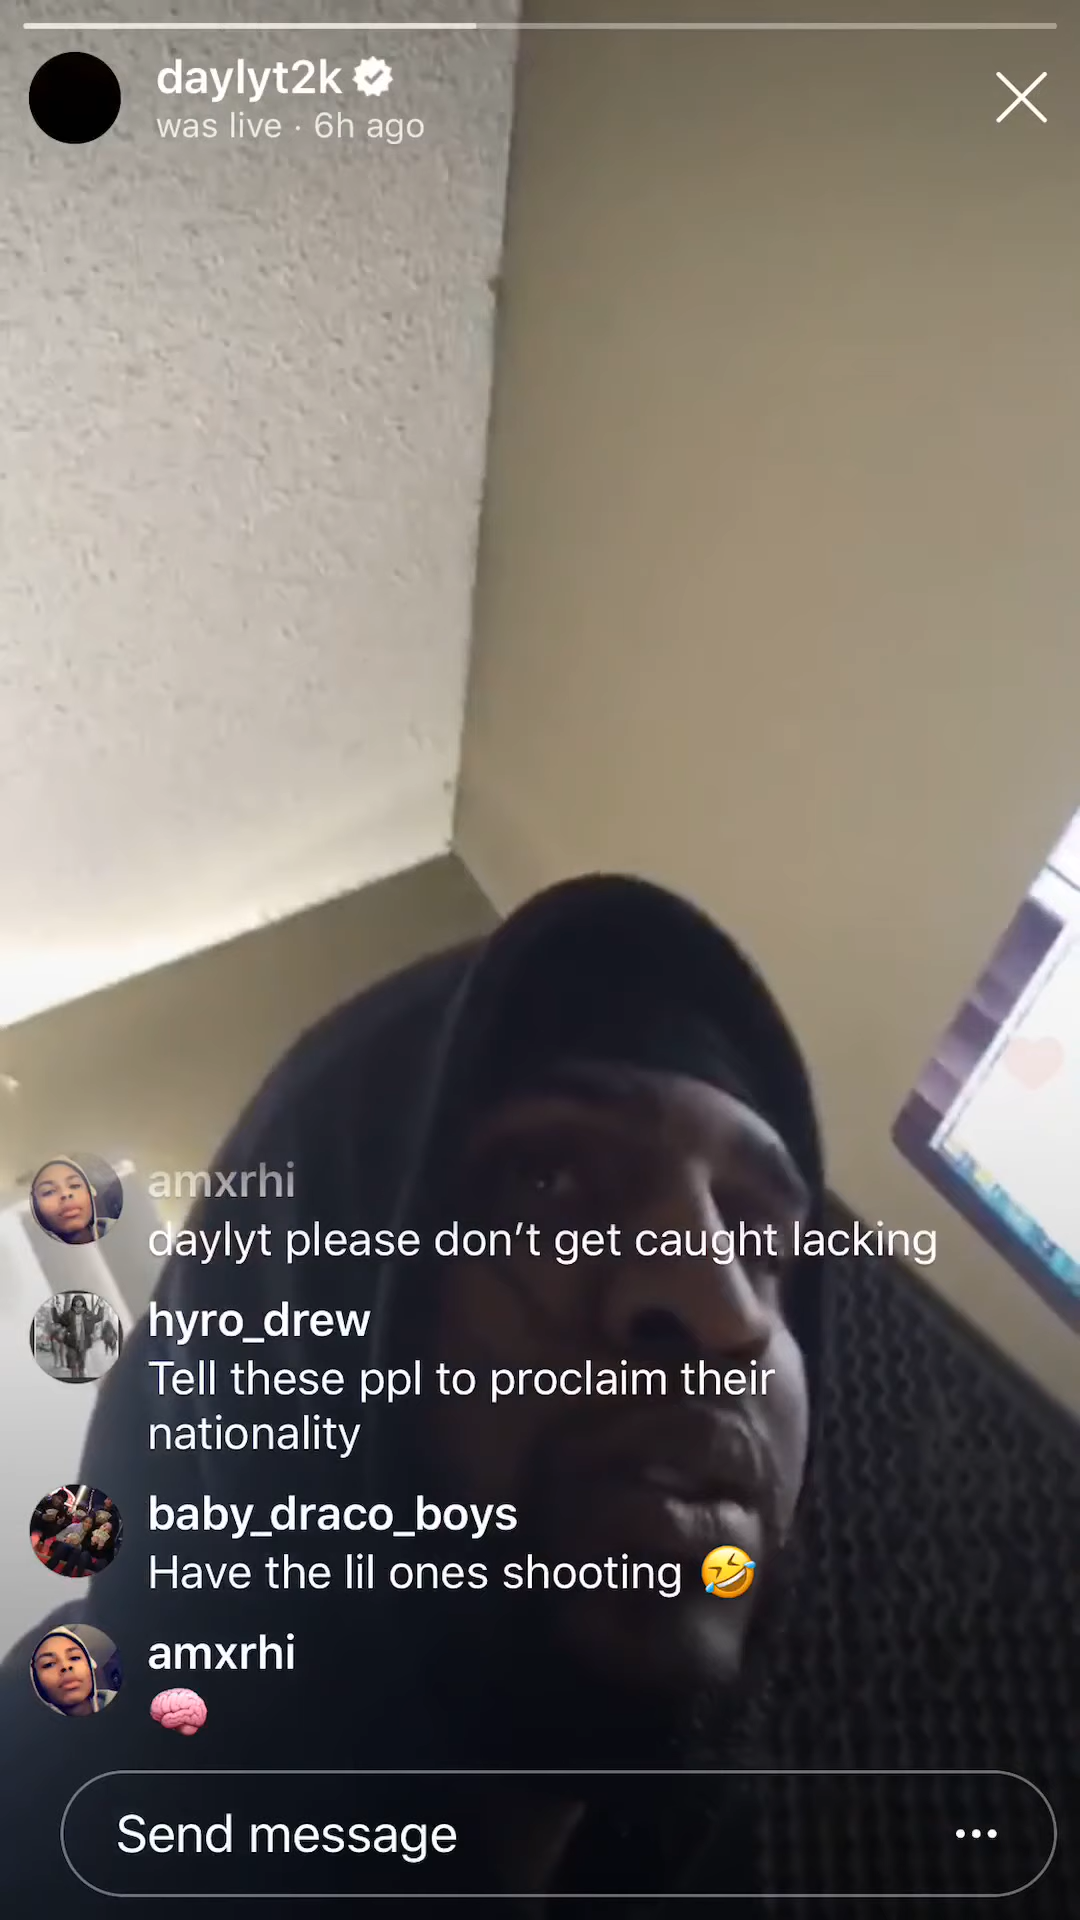 daylyt2k
was live · 6h ago
amxrhi
daylyt please don’t get caught lacking
hyro_drew
Tell these ppl to proclaim their
nationality
baby_draco_boys
Have the lil ones shooting 🤣
amxrhi
🧠
Send message